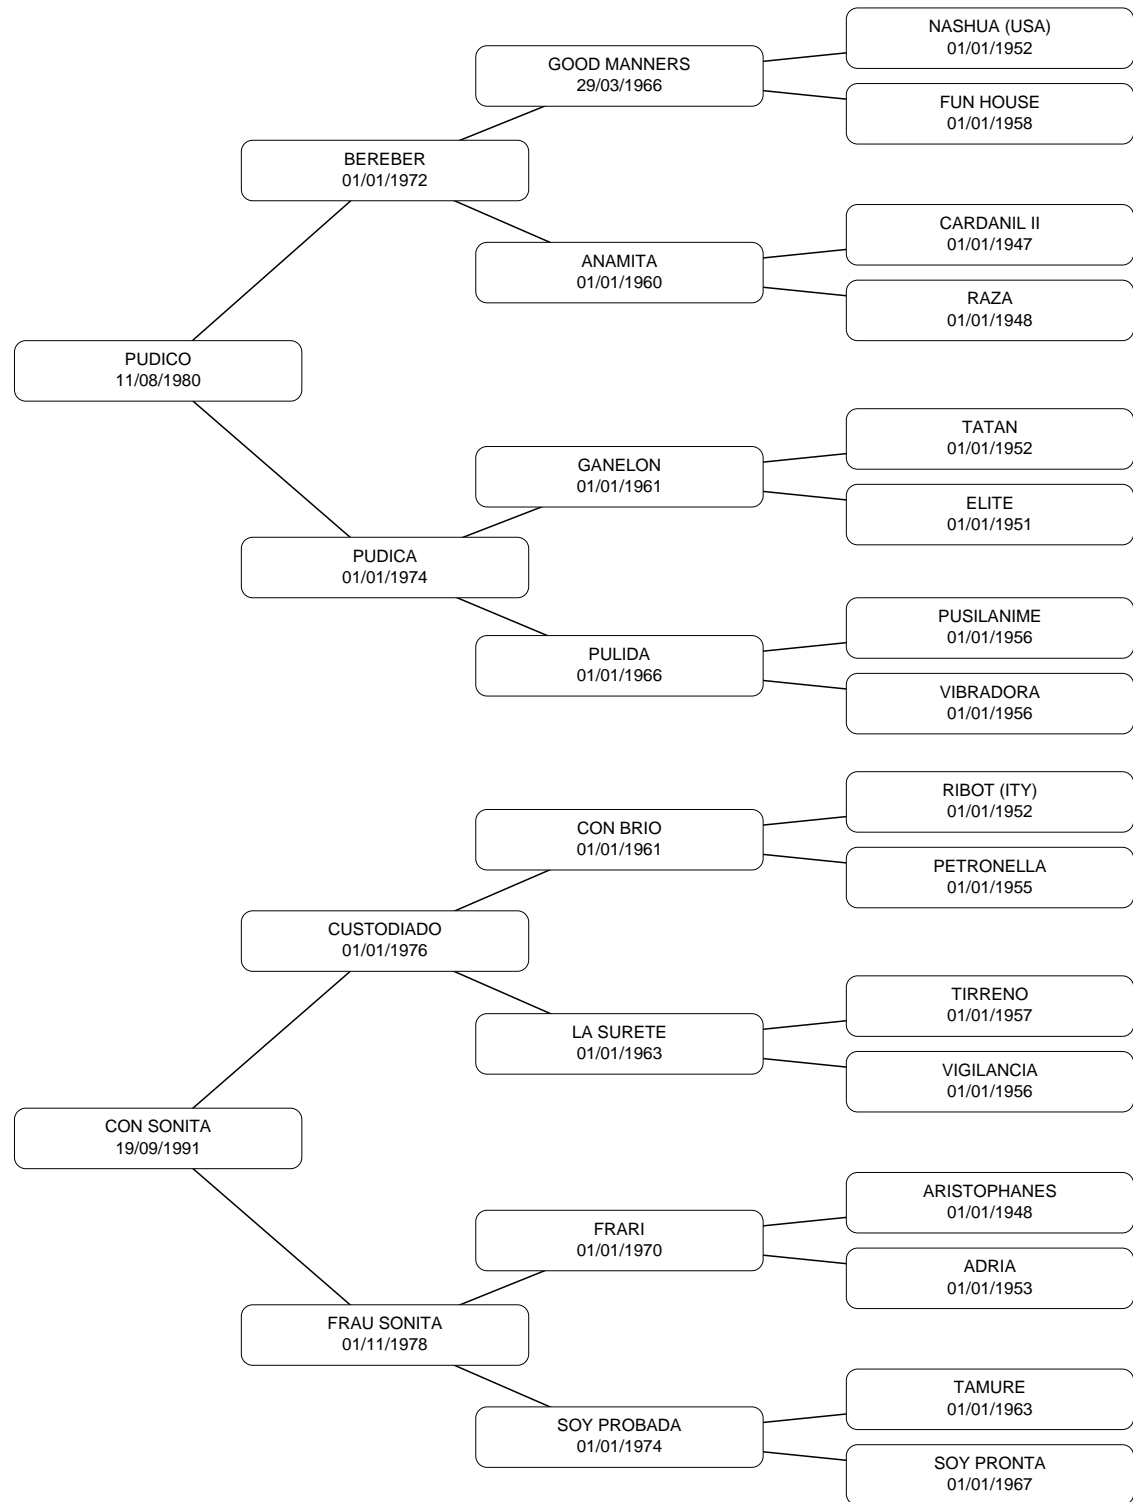 NASHUA (USA)
01/01/1952
GOOD MANNERS
29/03/1966
FUN HOUSE
01/01/1958
BEREBER
01/01/1972
CARDANIL II
01/01/1947
ANAMITA
01/01/1960
RAZA
01/01/1948
PUDICO
11/08/1980
TATAN
01/01/1952
GANELON
01/01/1961
ELITE
01/01/1951
PUDICA
01/01/1974
PUSILANIME
01/01/1956
PULIDA
01/01/1966
VIBRADORA
01/01/1956
RIBOT (ITY)
01/01/1952
CON BRIO
01/01/1961
PETRONELLA
01/01/1955
CUSTODIADO
01/01/1976
TIRRENO
01/01/1957
LA SURETE
01/01/1963
VIGILANCIA
01/01/1956
CON SONITA
19/09/1991
ARISTOPHANES
01/01/1948
FRARI
01/01/1970
ADRIA
01/01/1953
FRAU SONITA
01/11/1978
TAMURE
01/01/1963
SOY PROBADA
01/01/1974
SOY PRONTA
01/01/1967